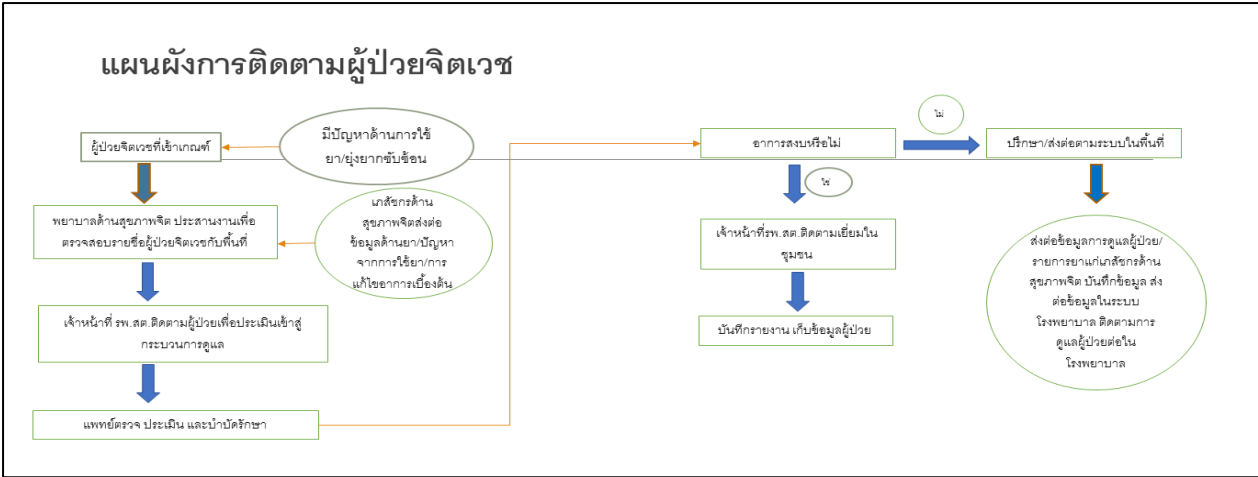 แผนผังการติดตามผู้ป่วยจิตเวช
ผู้ป่วยจิตเวชที่เข้าเกณฑ์
มีปัญหาด้านการใช้
ยา/ยุ่งยากซับซ้อน
พยาบาลด้านสุขภาพจิต ประสานงานเพื่อ
ตรวจสอบรายชื่อผู้ป่วยจิตเวชกับพื้นที่
เภสัชกรด้าน
สุขภาพจิตส่งต่อ
ข้อมูลด้านยา/ปัญหา
จากการใช้ยา/การ
แก้ไขอาการเบื้องต้น
เจ้าหน้าที่ รพ.สต.ติดตามผู้ป่วยเพื่อประเมินเข้าสู่
กระบวนการดูแล
แพทย์ตรวจ ประเมิน และบำบัดรักษา
อาการสงบหรือไม่
ไม่
ปรึกษา/ส่งต่อตามระบบในพื้นที่
ใช่
เจ้าหน้าที่รพ.สต.ติดตามเยี่ยมใน
ชุมชน
บันทึกรายงาน เก็บข้อมูลผู้ป่วย
ส่งต่อข้อมูลการดูแลผู้ป่วย/
รายการยาแก่เภสัชกรด้าน
สุขภาพจิต บันทึกข้อมูล ส่ง
ต่อข้อมูลในระบบ
โรงพยาบาล ติดตามการ
ดูแลผู้ป่วยต่อใน
โรงพยาบาล